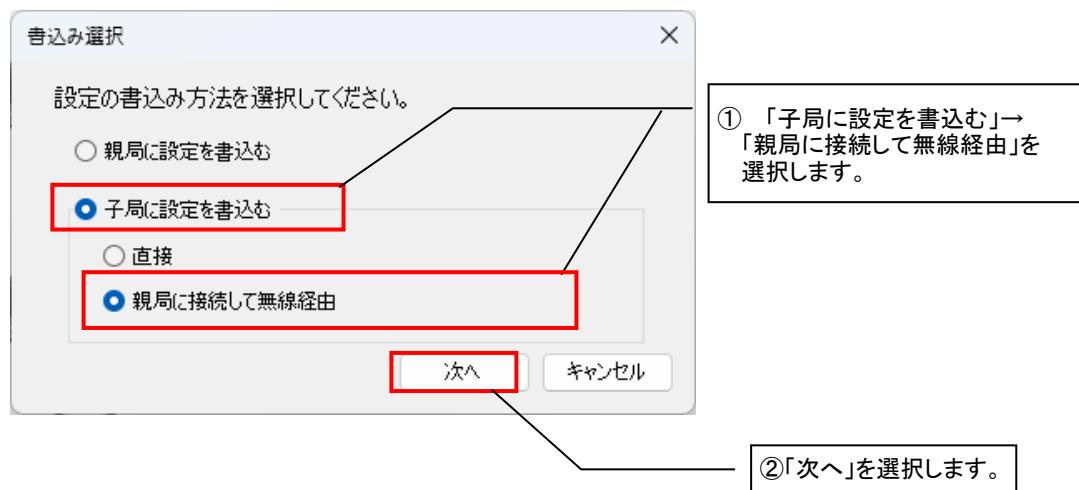 書込み選択
設定の書込み方法を選択してください。
親局に設定を書込む
子局に設定を書込む
直接
親局に接続して無線経由
次へ
キャンセル
① 「子局に設定を書込む」→
「親局に接続して無線経由」を
選択します。
②「次へ」を選択します。